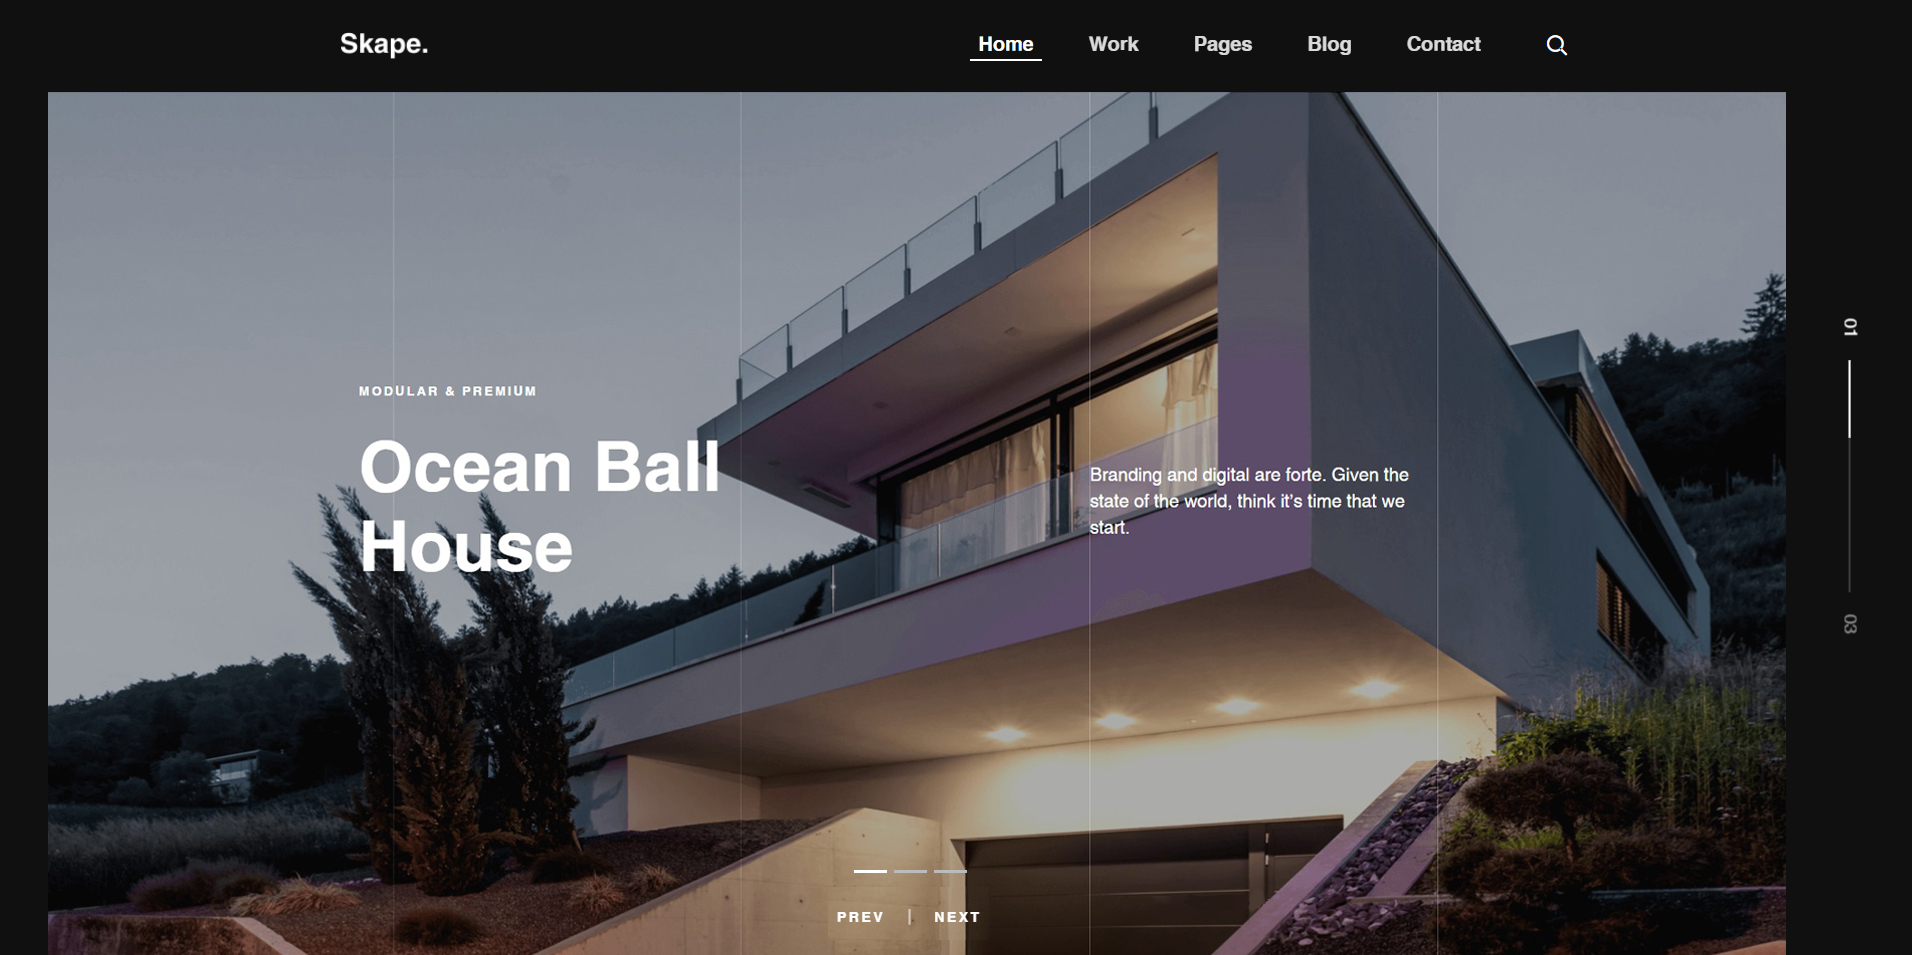 Skape.
Home Work Pages Blog Contact
MODULAR & PREMIUM
Ocean Ball
House
Branding and digital are forte. Given the
state of the world, think it's time that we
start.
01
03
PREV | NEXT